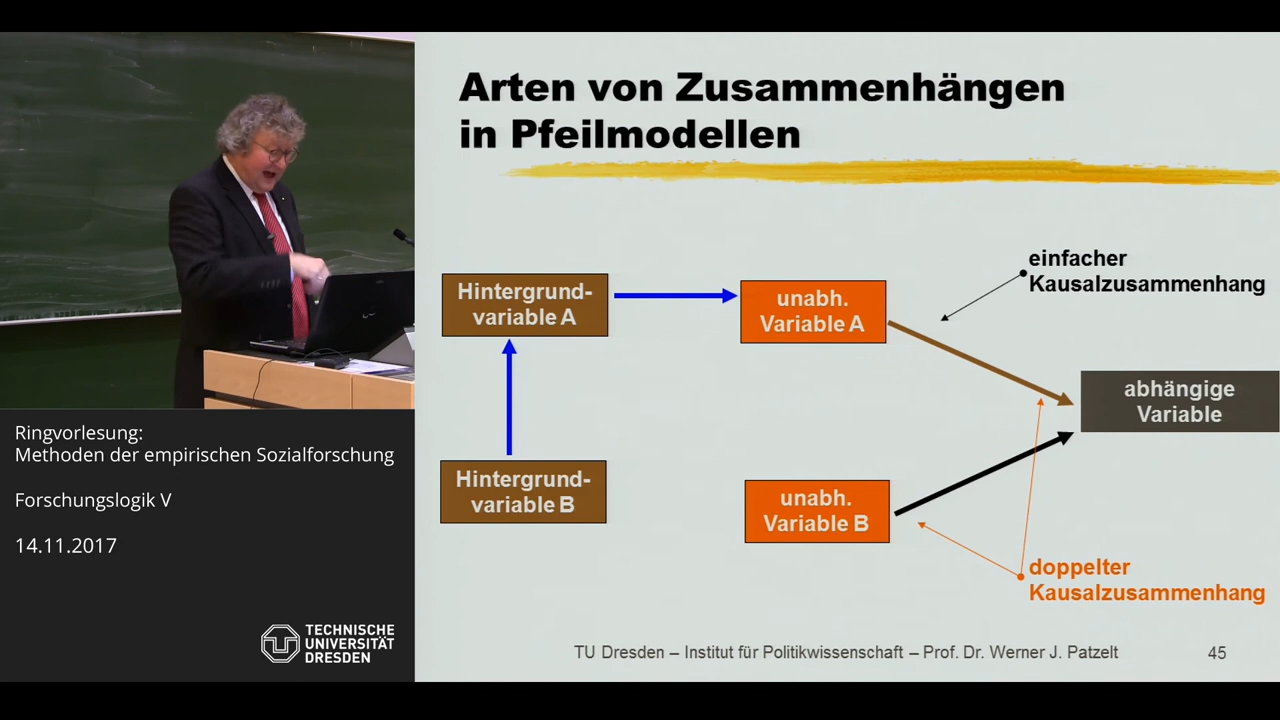 Arten von Zusammenhängen
in Pfeilmodellen
einfacher
Kausalzusammenhang
Hintergrund-
variable A
unabh.
Variable A
abhängige
Variable
Hintergrund-
variable B
unabh.
Variable B
doppelter
Kausalzusammenhang
TU Dresden – Institut für Politikwissenschaft – Prof. Dr. Werner J. Patzelt
45
Ringvorlesung:
Methoden der empirischen Sozialforschung
Forschungslogik V
14.11.2017
TECHNISCHE
UNIVERSITÄT
DRESDEN